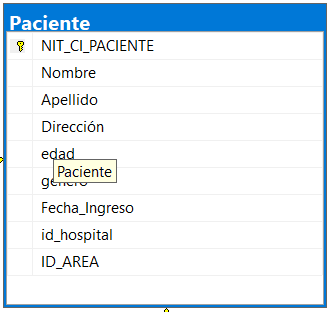 Paciente
NIT_CI_PACIENTE
Nombre
Apellido
Dirección
edad
Paciente
genero
Fecha_Ingreso
id_hospital
ID_AREA